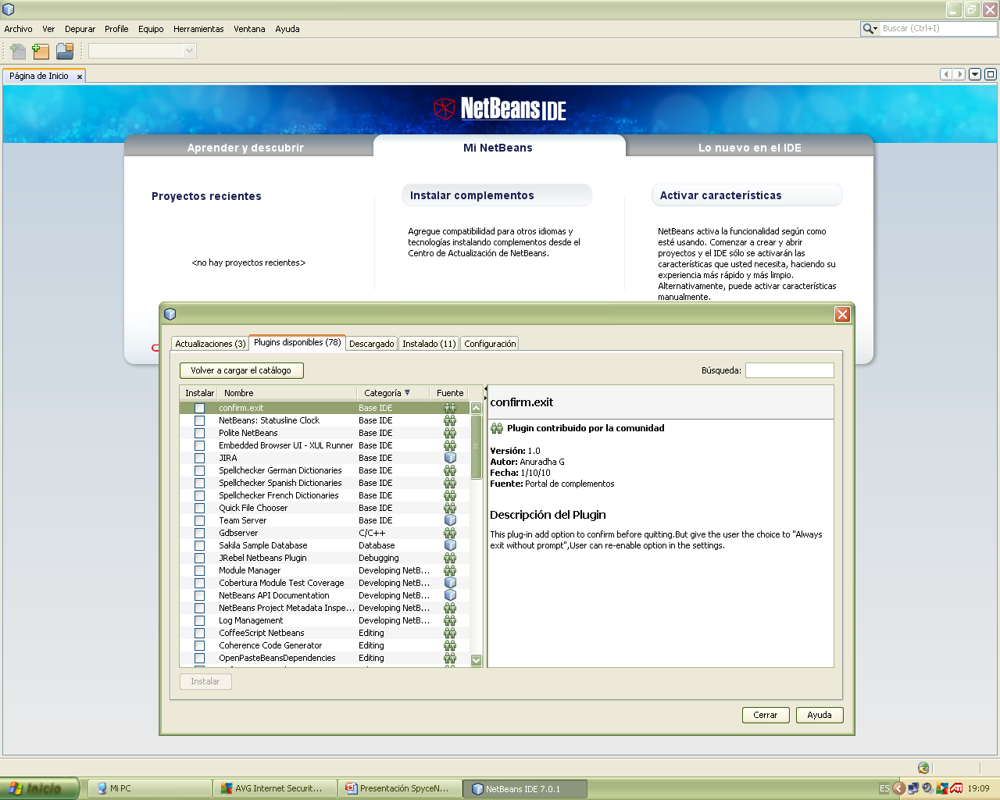 Archivo Ver Depurar Profile Equipo Herramientas Ventana Ayuda
Buscar (Ctrl+I)
Página de Inicio x
NetBeans IDE
Aprender y descubrir Mi NetBeans Lo nuevo en el IDE
Proyectos recientes
<no hay proyectos recientes>
Instalar complementos
Agregue compatibilidad para otros idiomas y
tecnologías instalando complementos desde el
Centro de Actualización de NetBeans.
Activar características
NetBeans activa la funcionalidad según como
esté usando. Comenzar a crear y abrir
proyectos y el IDE sólo se activarán las
características que usted necesita, haciendo su
experiencia más rápido y más limpio.
Alternativamente, puede activar características
manualmente.
Actualizaciones (3) Plugins disponibles (78) Descargado Instalado (11) Configuración
Volver a cargar el catálogo
Búsqueda:
Instalar Nombre Categoría Fuente
confirm.exit Base IDE
NetBeans: Statusline Clock Base IDE
Polite NetBeans Base IDE
Embedded Browser UI - XUL Runner Base IDE
JIRA Base IDE
Spellchecker German Dictionaries Base IDE
Spellchecker Spanish Dictionaries Base IDE
Spellchecker French Dictionaries Base IDE
Quick File Chooser Base IDE
Team Server Base IDE
Gdbserver C/C++
Sakila Sample Database Database
JRebel Netbeans Plugin Debugging
Module Manager Developing NetB...
Cobertura Module Test Coverage Developing NetB...
NetBeans API Documentation Developing NetB...
NetBeans Project Metadata Inspe... Developing NetB...
Log Management Developing NetB...
CoffeeScript Netbeans Editing
Coherence Code Generator Editing
OpenPasteBeansDependencies Editing
confirm.exit
Plugin contribuido por la comunidad
Versión: 1.0
Autor: Anuradha G
Fecha: 1/10/10
Fuente: Portal de complementos
Descripción del Plugin
This plug-in add option to confirm before quitting.But give the user the choice to "Always
exit without prompt",User can re-enable option in the settings.
Instalar
Cerrar Ayuda
Inicio Mi PC AVG Internet Securit... Presentación SpyceN... NetBeans IDE 7.0.1 ES 19:09